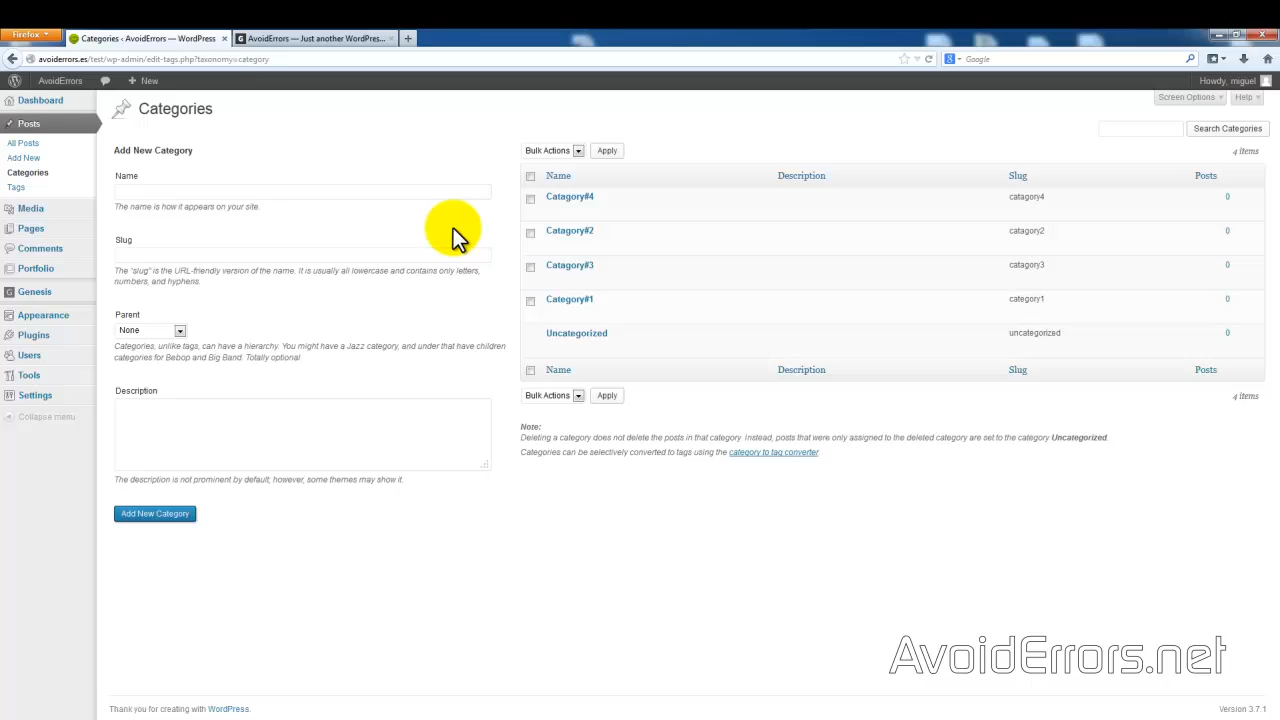 Firefox
Categories ‹ AvoidErrors — WordPress
AvoidErrors — Just another WordPres...
avoiderrors.es/test/wp-admin/edit-tags.php?taxonomy=category
Google
AvoidErrors
New
Howdy, miguel
Dashboard
Posts
All Posts
Add New
Categories
Tags
Media
Pages
Comments
Portfolio
Genesis
Appearance
Plugins
Users
Tools
Settings
Collapse menu
Categories
Screen Options
Help
Search Categories
Add New Category
Name
The name is how it appears on your site.
Slug
The “slug” is the URL-friendly version of the name. It is usually all lowercase and contains only letters,
numbers, and hyphens.
Parent
None
Categories, unlike tags, can have a hierarchy. You might have a Jazz category, and under that have children
categories for Bebop and Big Band. Totally optional
Description
The description is not prominent by default; however, some themes may show it.
Add New Category
Bulk Actions
Apply
4 items
Name Description Slug Posts
Catagory#4 catagory4 0
Catagory#2 catagory2 0
Catagory#3 catagory3 0
Category#1 category1 0
Uncategorized uncategorized 0
Name Description Slug Posts
Bulk Actions
Apply
4 items
Note:
Deleting a category does not delete the posts in that category. Instead, posts that were only assigned to the deleted category are set to the category Uncategorized.
Categories can be selectively converted to tags using the category to tag converter
AvoidErrors.net
Thank you for creating with WordPress.
Version 3.7.1